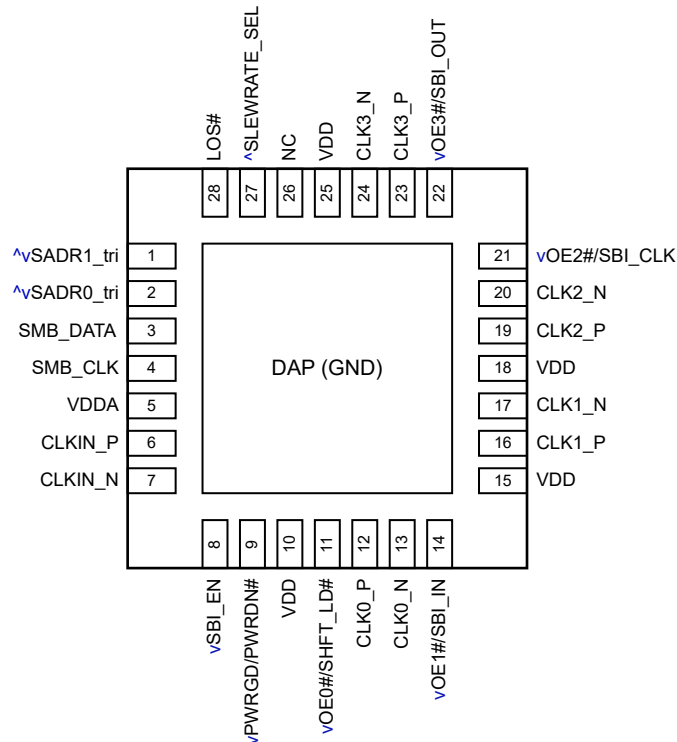 LOS#
^SLEWRATE_SEL
NC
VDD
CLK3_N
CLK3_P
vOE3#/SBI_OUT
28
27
26
25
24
23
22
^vSADR1_tri
1
^vSADR0_tri
2
SMB_DATA
3
SMB_CLK
4
VDDA
5
CLKIN_P
6
CLKIN_N
7
DAP (GND)
21
vOE2#/SBI_CLK
20
CLK2_N
19
CLK2_P
18
VDD
17
CLK1_N
16
CLK1_P
15
VDD
8
9
10
11
12
13
14
vSBI_EN
vPWRGD/PWRDN#
VDD
vOE0#/SHFT_LD#
CLK0_P
CLK0_N
vOE1#/SBI_IN